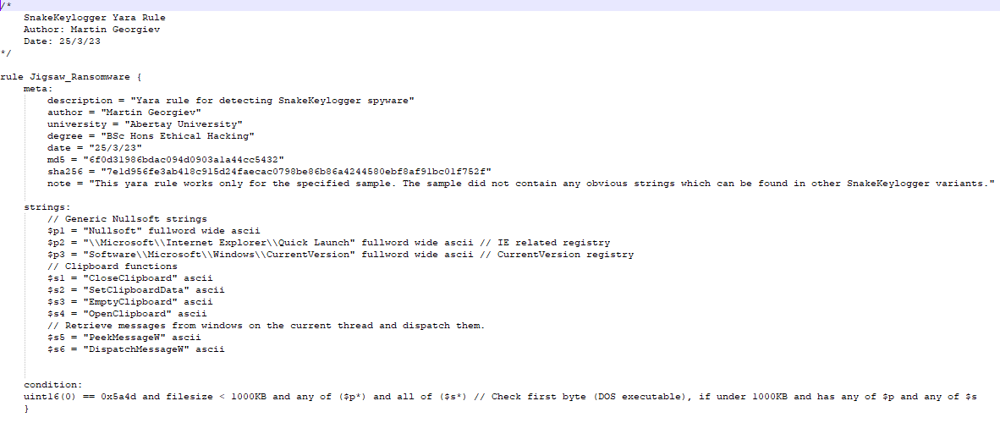 /*
    SnakeKeylogger Yara Rule
    Author: Martin Georgiev
    Date: 25/3/23
*/

rule Jigsaw_Ransomware {
    meta:
        description = "Yara rule for detecting SnakeKeylogger spyware"
        author = "Martin Georgiev"
        university = "Abertay University"
        degree = "BSc Hons Ethical Hacking"
        date = "25/3/23"
        md5 = "6f0d31986bdac094d0903a1a44cc5432"
        sha256 = "7e1d956fe3ab418c915d24faecac0798be86b86a4244580ebf8af91bc01f752f"
        note = "This yara rule works only for the specified sample. The sample did not contain any obvious strings which can be found in other SnakeKeylogger variants."

    strings:
        // Generic Nullsoft strings
        $p1 = "Nullsoft" fullword wide ascii
        $p2 = "\\Microsoft\\Internet Explorer\\Quick Launch" fullword wide ascii // IE related registry
        $p3 = "Software\\Microsoft\\Windows\\CurrentVersion" fullword wide ascii // CurrentVersion registry
        // Clipboard functions
        $s1 = "CloseClipboard" ascii
        $s2 = "SetClipboardData" ascii
        $s3 = "EmptyClipboard" ascii
        $s4 = "OpenClipboard" ascii
        // Retrieve messages from windows on the current thread and dispatch them.
        $s5 = "PeekMessageW" ascii
        $s6 = "DispatchMessageW" ascii


    condition:
    uint16(0) == 0x5a4d and filesize < 1000KB and any of ($p*) and all of ($s*) // Check first byte (DOS executable), if under 1000KB and has any of $p and any of $s
    }